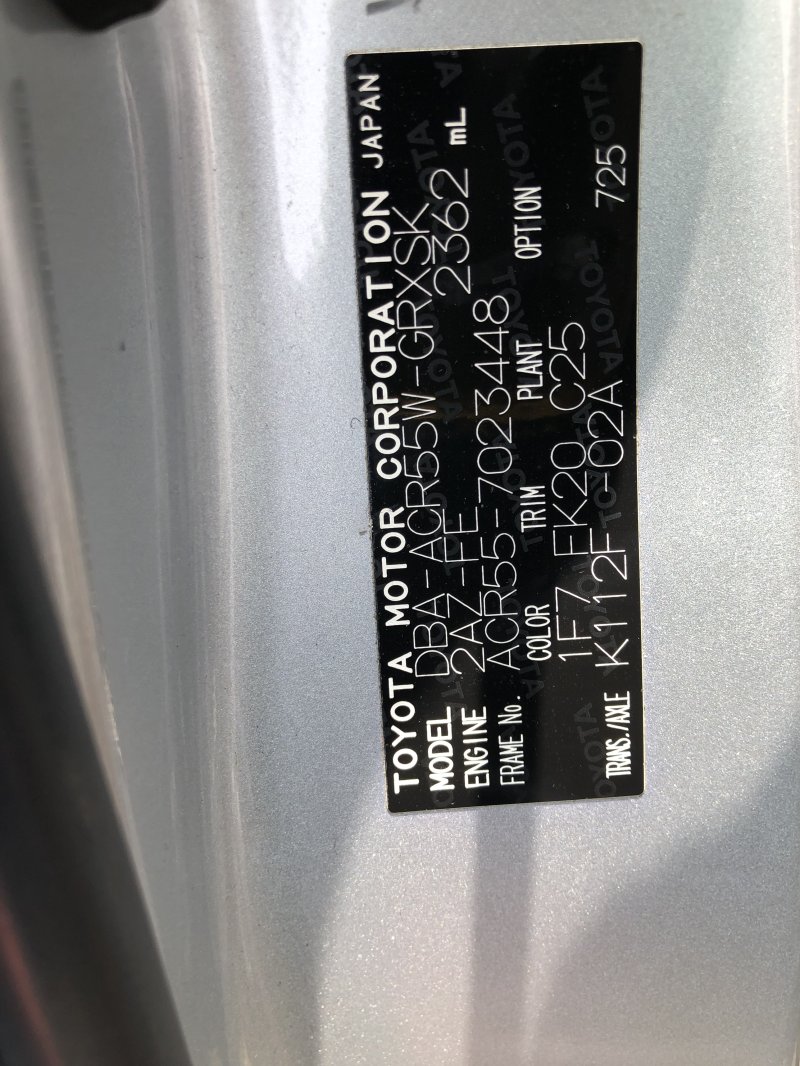 TOYOTA MOTOR CORPORATION JAPAN
MODEL DBA-ACR55W-GRXSK
ENGINE 2AZ-FE 2362 mL
FRAME No. ACR55-7023448
COLOR TRIM PLANT OPTION
1F7 FK20 C25
TRANS./AXLE K112F -02A 725